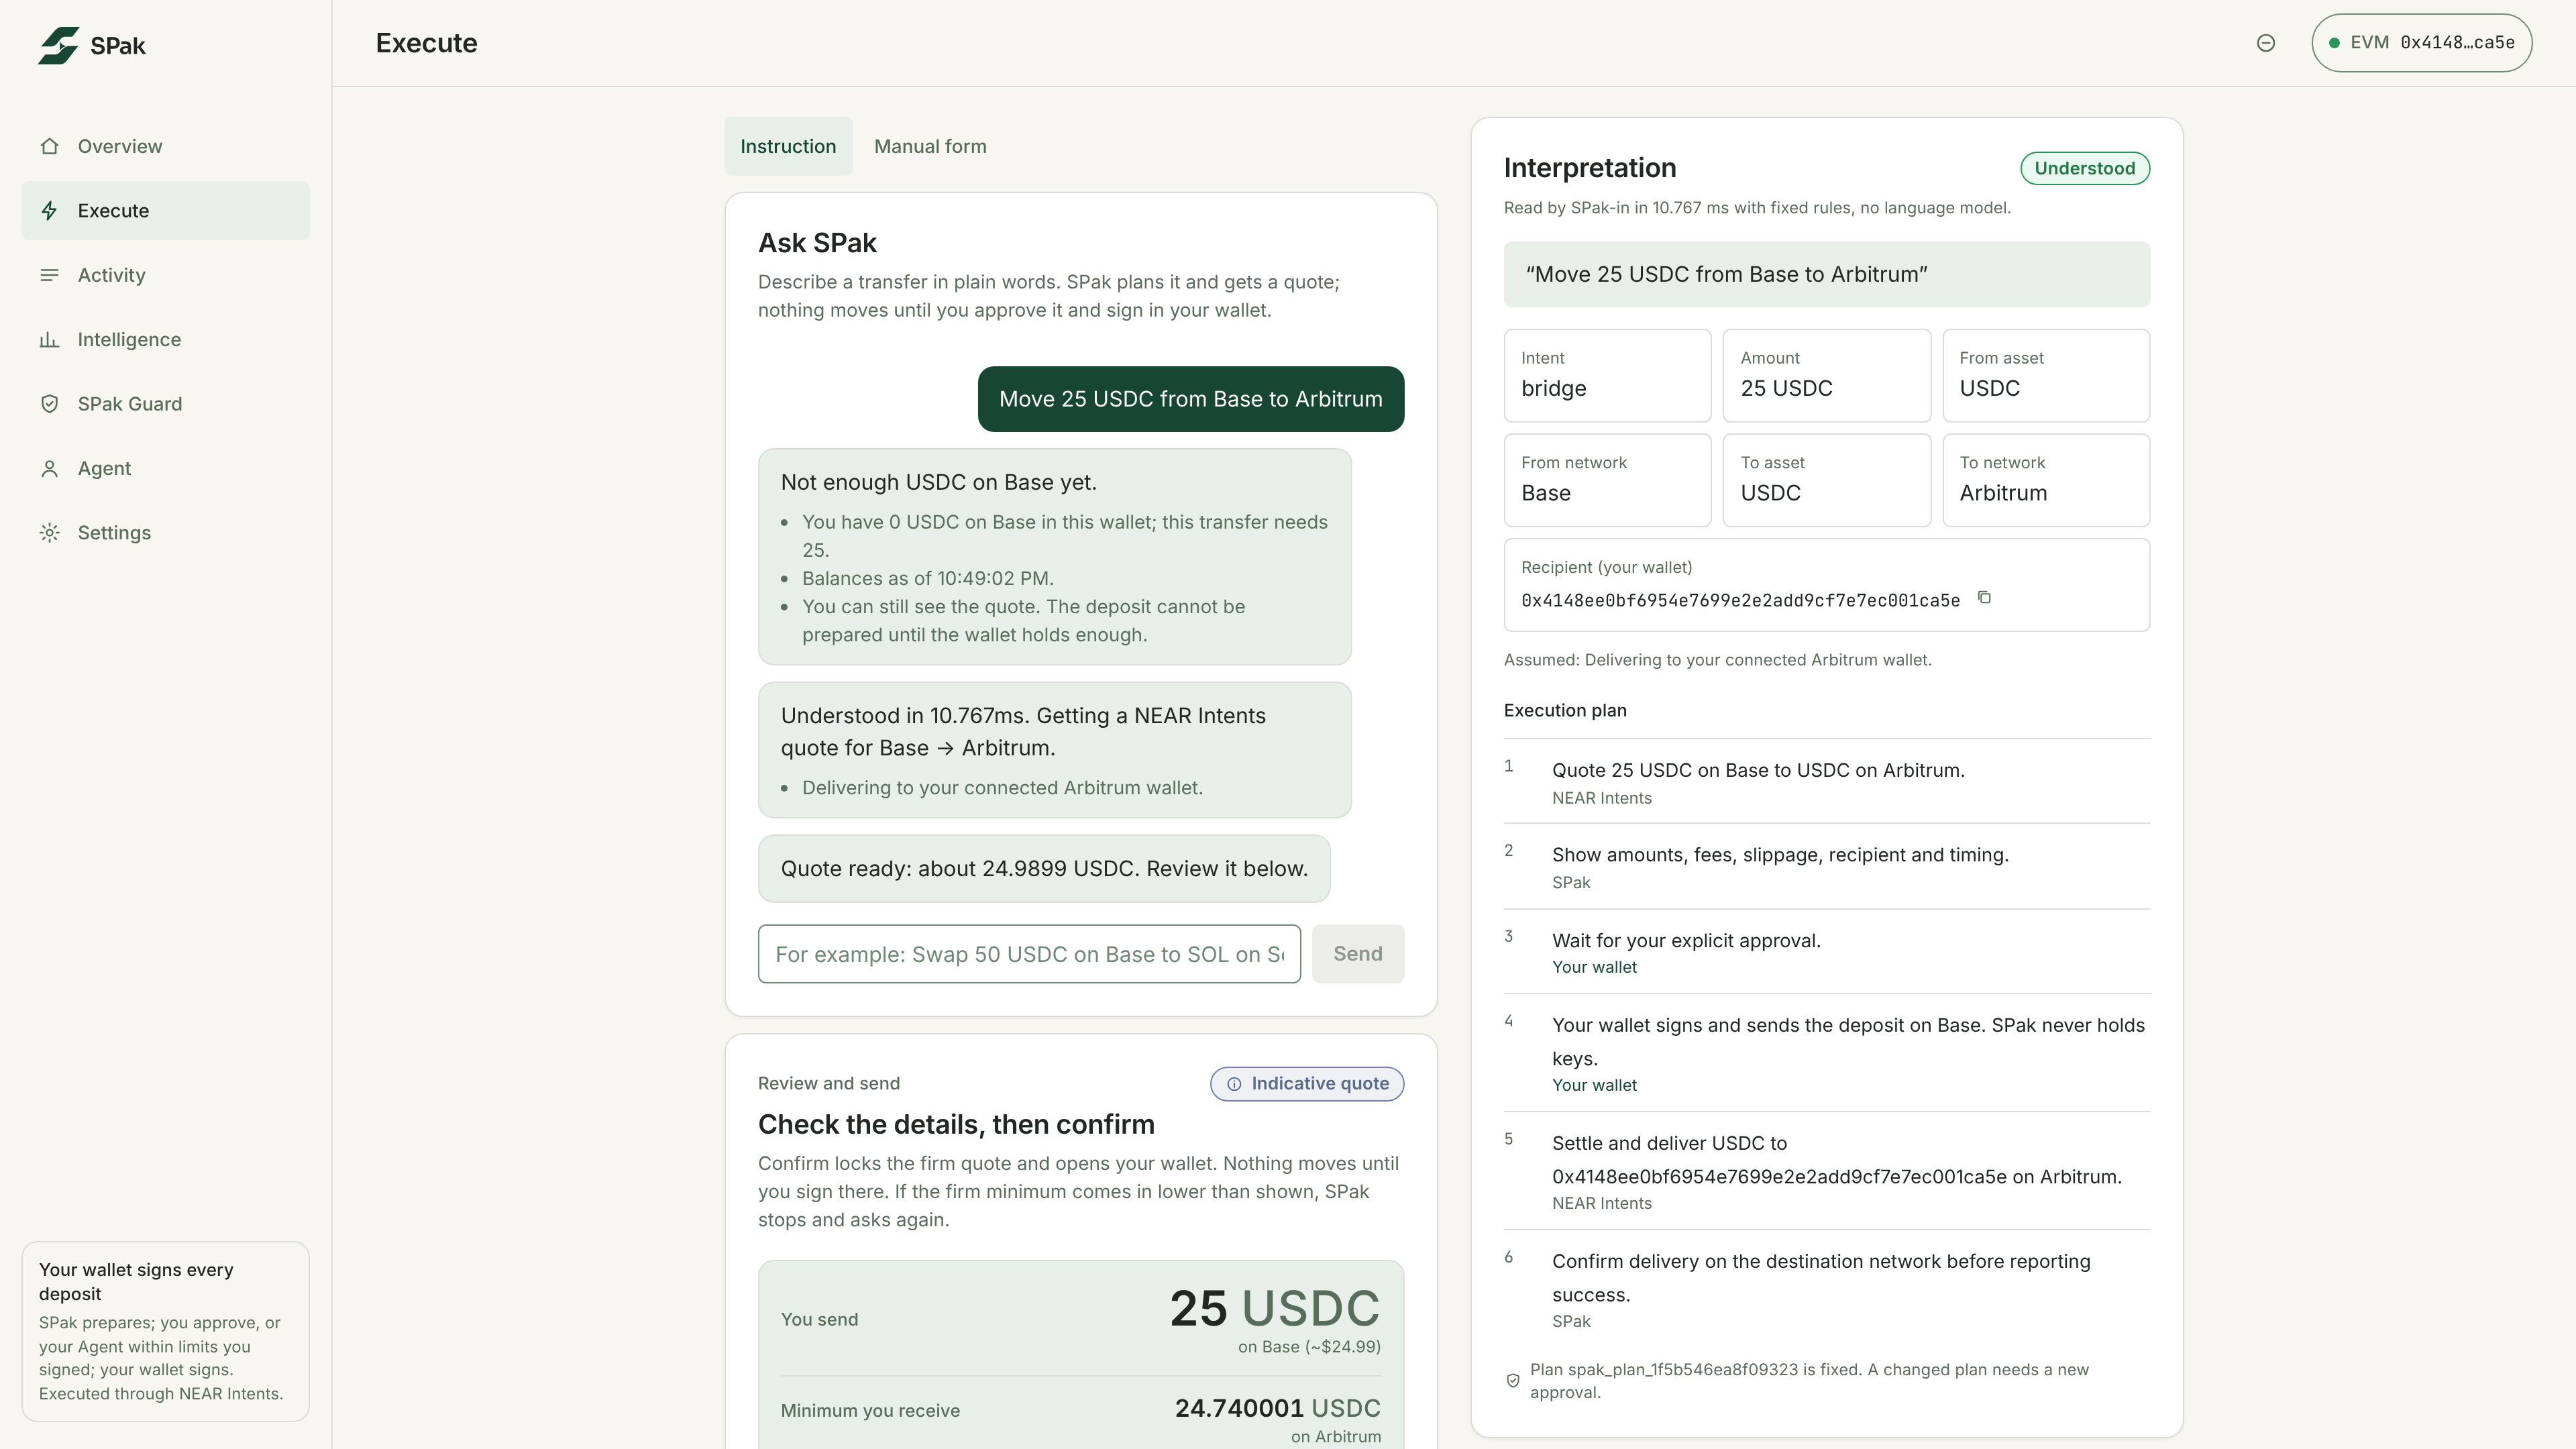 SPak
Overview
Execute
Activity
Intelligence
SPak Guard
Agent
Settings
Your wallet signs every
deposit
SPak prepares; you approve, or
your Agent within limits you
signed; your wallet signs.
Executed through NEAR Intents.
Execute
EVM 0x4148…ca5e
Instruction
Manual form
Ask SPak
Describe a transfer in plain words. SPak plans it and gets a quote;
nothing moves until you approve it and sign in your wallet.
Move 25 USDC from Base to Arbitrum
Not enough USDC on Base yet.
• You have 0 USDC on Base in this wallet; this transfer needs
25.
• Balances as of 10:49:02 PM.
• You can still see the quote. The deposit cannot be
prepared until the wallet holds enough.
Understood in 10.767ms. Getting a NEAR Intents
quote for Base → Arbitrum.
• Delivering to your connected Arbitrum wallet.
Quote ready: about 24.9899 USDC. Review it below.
For example: Swap 50 USDC on Base to SOL on S
Send
Review and send
Indicative quote
Check the details, then confirm
Confirm locks the firm quote and opens your wallet. Nothing moves until
you sign there. If the firm minimum comes in lower than shown, SPak
stops and asks again.
You send
25 USDC
on Base (~$24.99)
Minimum you receive
24.740001 USDC
on Arbitrum
Interpretation
Understood
Read by SPak-in in 10.767 ms with fixed rules, no language model.
“Move 25 USDC from Base to Arbitrum”
Intent
bridge
Amount
25 USDC
From asset
USDC
From network
Base
To asset
USDC
To network
Arbitrum
Recipient (your wallet)
0x4148ee0bf6954e7699e2e2add9cf7e7ec001ca5e
Assumed: Delivering to your connected Arbitrum wallet.
Execution plan
1 Quote 25 USDC on Base to USDC on Arbitrum.
NEAR Intents
2 Show amounts, fees, slippage, recipient and timing.
SPak
3 Wait for your explicit approval.
Your wallet
4 Your wallet signs and sends the deposit on Base. SPak never holds
keys.
Your wallet
5 Settle and deliver USDC to
0x4148ee0bf6954e7699e2e2add9cf7e7ec001ca5e on Arbitrum.
NEAR Intents
6 Confirm delivery on the destination network before reporting
success.
SPak
Plan spak_plan_1f5b546ea8f09323 is fixed. A changed plan needs a new
approval.